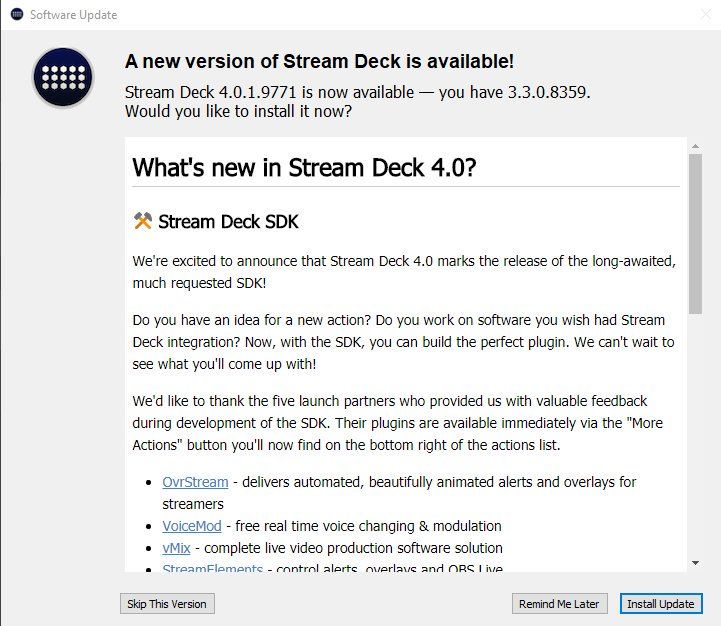 Software Update
A new version of Stream Deck is available!
Stream Deck 4.0.1.9771 is now available — you have 3.3.0.8359.
Would you like to install it now?
What's new in Stream Deck 4.0?
Stream Deck SDK
We're excited to announce that Stream Deck 4.0 marks the release of the long-awaited,
much requested SDK!
Do you have an idea for a new action? Do you work on software you wish had Stream
Deck integration? Now, with the SDK, you can build the perfect plugin. We can't wait to
see what you'll come up with!
We'd like to thank the five launch partners who provided us with valuable feedback
during development of the SDK. Their plugins are available immediately via the "More
Actions" button you'll now find on the bottom right of the actions list.
• OvrStream - delivers automated, beautifully animated alerts and overlays for
streamers
• VoiceMod - free real time voice changing & modulation
• vMix - complete live video production software solution
• StreamElements - control alerts, overlays and OBS.Live
Skip This Version
Remind Me Later
Install Update